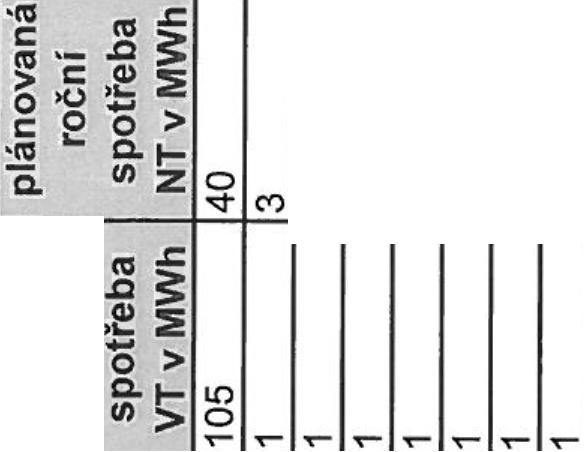 plánovaná
roční
spotřeba
NT v MWh
40
3
spotřeba
VT v MWh
105
1
1
1
1
1
1
1